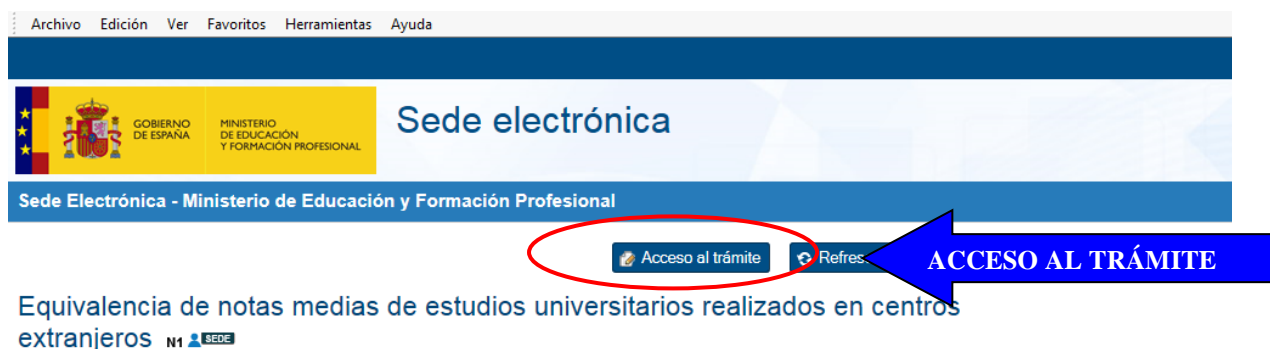 Archivo Edición Ver Favoritos Herramientas Ayuda
GOBIERNO
DE ESPAÑA
MINISTERIO
DE EDUCACIÓN
Y FORMACIÓN PROFESIONAL
Sede electrónica
Sede Electrónica - Ministerio de Educación y Formación Profesional
Acceso al trámite
Refres
ACCESO AL TRÁMITE
Equivalencia de notas medias de estudios universitarios realizados en centros
extranjeros N1 SEDE